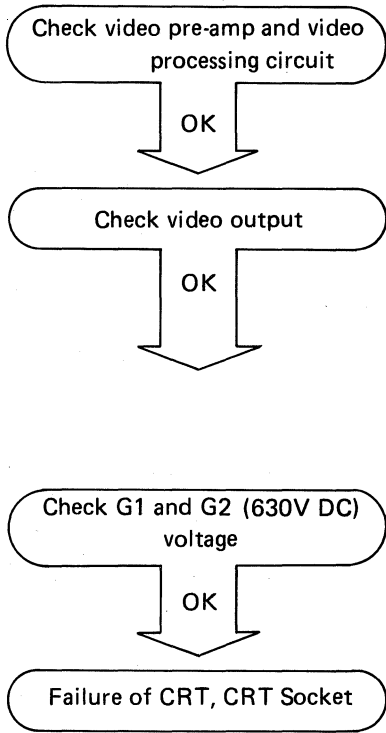 Check video pre-amp and video
processing circuit
OK
Check video output
OK
Check G1 and G2 (630V DC)
voltage
OK
Failure of CRT, CRT Socket